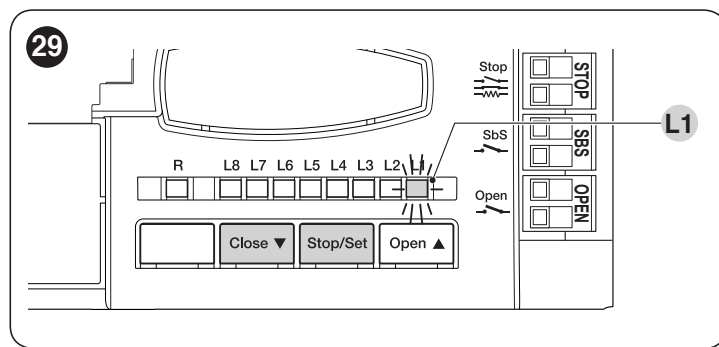 29
Stop
STOP
SbS
SBS
L1
R L8 L7 L6 L5 L4 L3 L2 L1
Open
OPEN
Close ▼ Stop/Set Open ▲